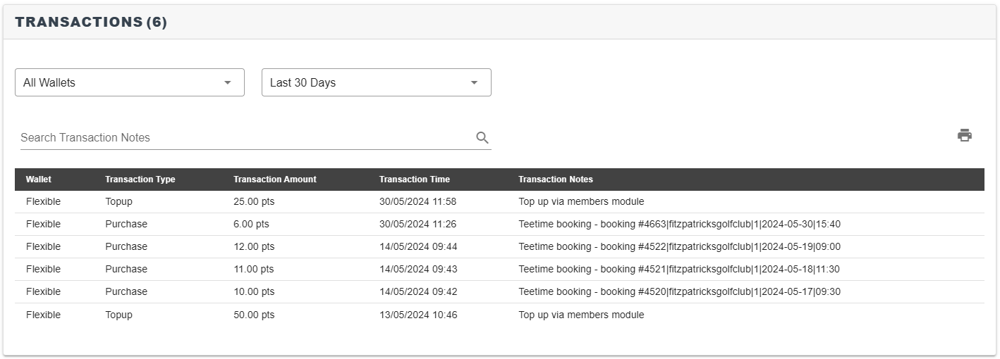 TRANSACTIONS (6)
All Wallets Last 30 Days
Search Transaction Notes
Wallet Transaction Type Transaction Amount Transaction Time Transaction Notes
Flexible Topup 25.00 pts 30/05/2024 11:58 Top up via members module
Flexible Purchase 6.00 pts 30/05/2024 11:26 Teetime booking - booking #4663|fitzpatricksgolfclub|1|2024-05-30|15:40
Flexible Purchase 12.00 pts 14/05/2024 09:44 Teetime booking - booking #4522|fitzpatricksgolfclub|1|2024-05-19|09:00
Flexible Purchase 11.00 pts 14/05/2024 09:43 Teetime booking - booking #4521|fitzpatricksgolfclub|1|2024-05-18|11:30
Flexible Purchase 10.00 pts 14/05/2024 09:42 Teetime booking - booking #4520|fitzpatricksgolfclub|1|2024-05-17|09:30
Flexible Topup 50.00 pts 13/05/2024 10:46 Top up via members module